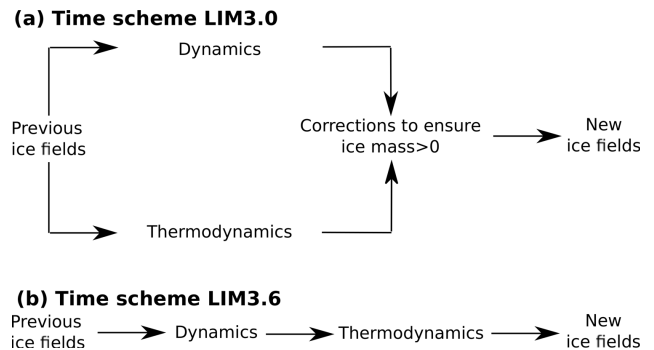 (a) Time scheme LIM3.0
Dynamics
Previous
ice fields
Corrections to ensure
ice mass>0
New
ice fields
Thermodynamics
(b) Time scheme LIM3.6
Previous
ice fields
Dynamics
Thermodynamics
New
ice fields